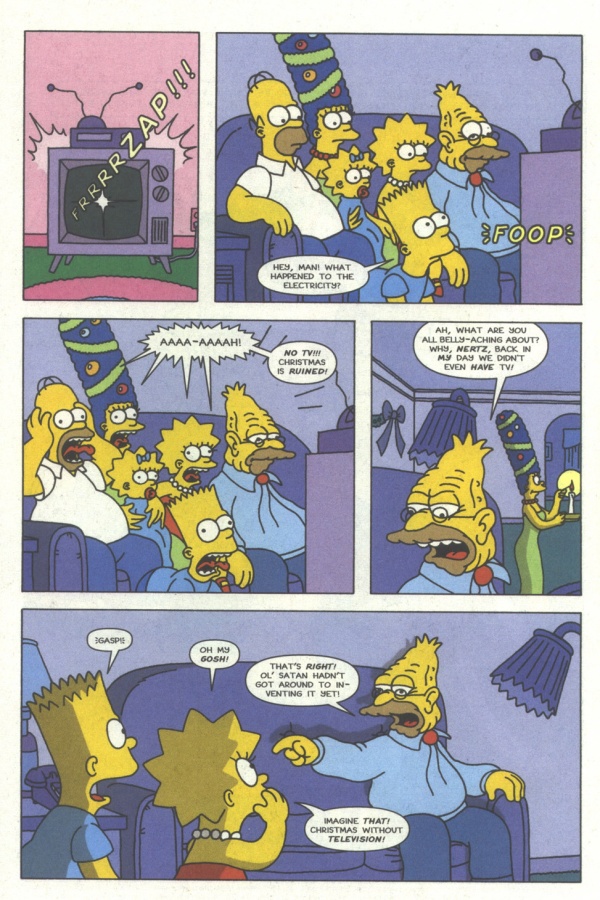 FRRRRZAP!!!
FOOP
HEY, MAN! WHAT
HAPPENED TO THE
ELECTRICITY?
AAAA-AAAAH!
NO TV!!!
CHRISTMAS
IS RUINED!
AH, WHAT ARE YOU
ALL BELLY-ACHING ABOUT?
WHY, NERTZ, BACK IN
MY DAY WE DIDN'T
EVEN HAVE TV!
GASP!
OH MY
GOSH!
THAT'S RIGHT!
OL' SATAN HADN'T
GOT AROUND TO IN-
VENTING IT YET!
IMAGINE THAT!
CHRISTMAS WITHOUT
TELEVISION!